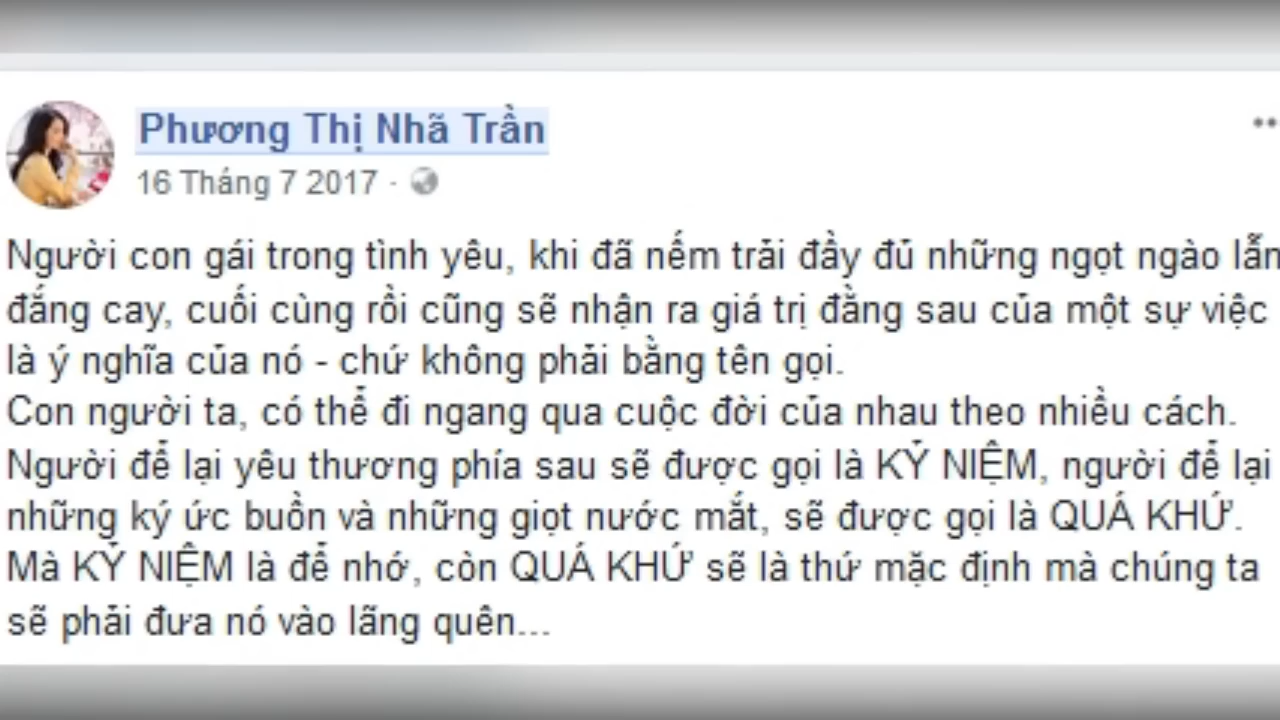 Phương Thị Nhã Trần
16 Tháng 7 2017 ·
Người con gái trong tình yêu, khi đã nếm trải đầy đủ những ngọt ngào lẫn
đắng cay, cuối cùng rồi cũng sẽ nhận ra giá trị đằng sau của một sự việc
là ý nghĩa của nó - chứ không phải bằng tên gọi.
Con người ta, có thể đi ngang qua cuộc đời của nhau theo nhiều cách.
Người để lại yêu thương phía sau sẽ được gọi là KỶ NIỆM, người để lại
những ký ức buồn và những giọt nước mắt, sẽ được gọi là QUÁ KHỨ.
Mà KỶ NIỆM là để nhớ, còn QUÁ KHỨ sẽ là thứ mặc định mà chúng ta
sẽ phải đưa nó vào lãng quên...